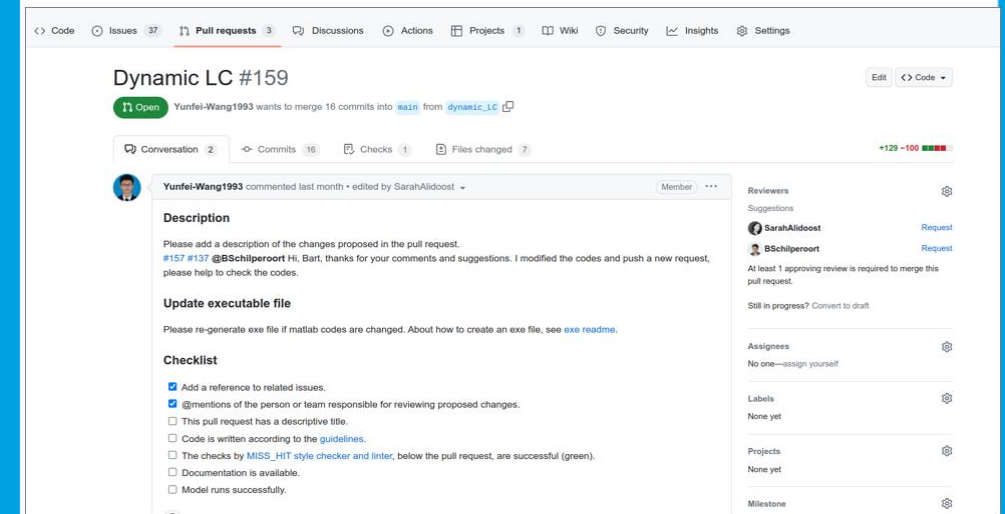 Code Issues 37 Pull requests 3 Discussions Actions Projects 1 Wiki Security Insights Settings
Dynamic LC #159
Edit Code
Open Yunfei-Wang1993 wants to merge 16 commits into main from dynamic_LC
Conversation 2 Commits 16 Checks 1 Files changed 7
+129 −100
Yunfei-Wang1993 commented last month • edited by SarahAlidoost
Member
Description
Please add a description of the changes proposed in the pull request.
#157 #137 @BSchilperoort Hi, Bart, thanks for your comments and suggestions. I modified the codes and push a new request,
please help to check the codes.
Update executable file
Please re-generate exe file if matlab codes are changed. About how to create an exe file, see exe readme.
Checklist
Add a reference to related issues.
@mentions of the person or team responsible for reviewing proposed changes.
This pull request has a descriptive title.
Code is written according to the guidelines.
The checks by MISS_HIT style checker and linter, below the pull request, are successful (green).
Documentation is available.
Model runs successfully.
Reviewers
Suggestions
SarahAlidoost Request
BSchilperoort Request
At least 1 approving review is required to merge this
pull request.
Still in progress? Convert to draft
Assignees
No one—assign yourself
Labels
None yet
Projects
None yet
Milestone